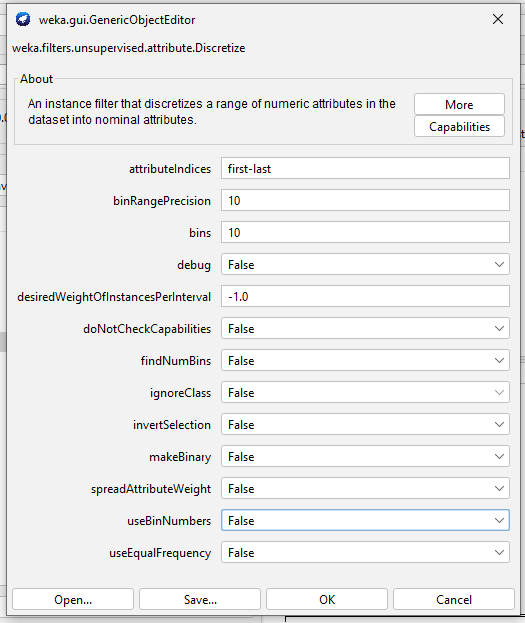 weka.gui.GenericObjectEditor
weka.filters.unsupervised.attribute.Discretize
About
An instance filter that discretizes a range of numeric attributes in the
dataset into nominal attributes.
More
Capabilities
attributeIndices first-last
binRangePrecision 10
bins 10
debug False
desiredWeightOfInstancesPerInterval -1.0
doNotCheckCapabilities False
findNumBins False
ignoreClass False
invertSelection False
makeBinary False
spreadAttributeWeight False
useBinNumbers False
useEqualFrequency False
Open... Save... OK Cancel